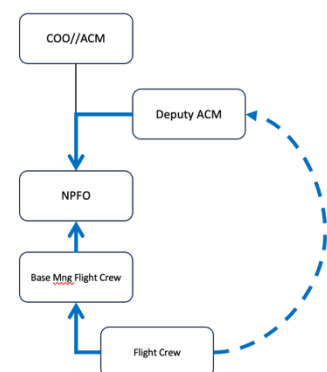 COO//ACM
Deputy ACM
NPFO
Base Mng Flight Crew
Flight Crew